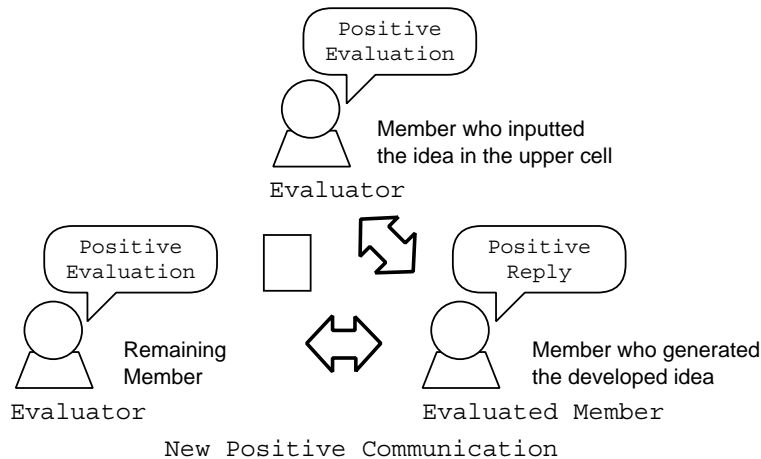 Positive
Evaluation
Member who inputted
the idea in the upper cell
Evaluator
Positive
Evaluation
Remaining
Member
Evaluator
Positive
Reply
Member who generated
the developed idea
Evaluated Member
New Positive Communication